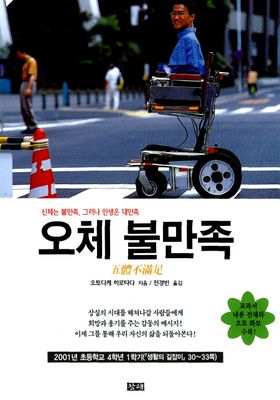 신체는 불만족, 그러나 인생은 대만족
오체 불만족
五體不滿足
오토다케 히로타다 지음 / 전경빈 옮김
상실의 시대를 헤쳐나갈 사람들에게
희망과 용기를 주는 감동의 메시지!
이제 그를 통해 우리 자신의 삶을 되돌아본다!
교과서
내용 전체와
오토 화보
수록!
2001년 초등학교 4학년 1학기(「생활의 길잡이」 30~33쪽)
창해